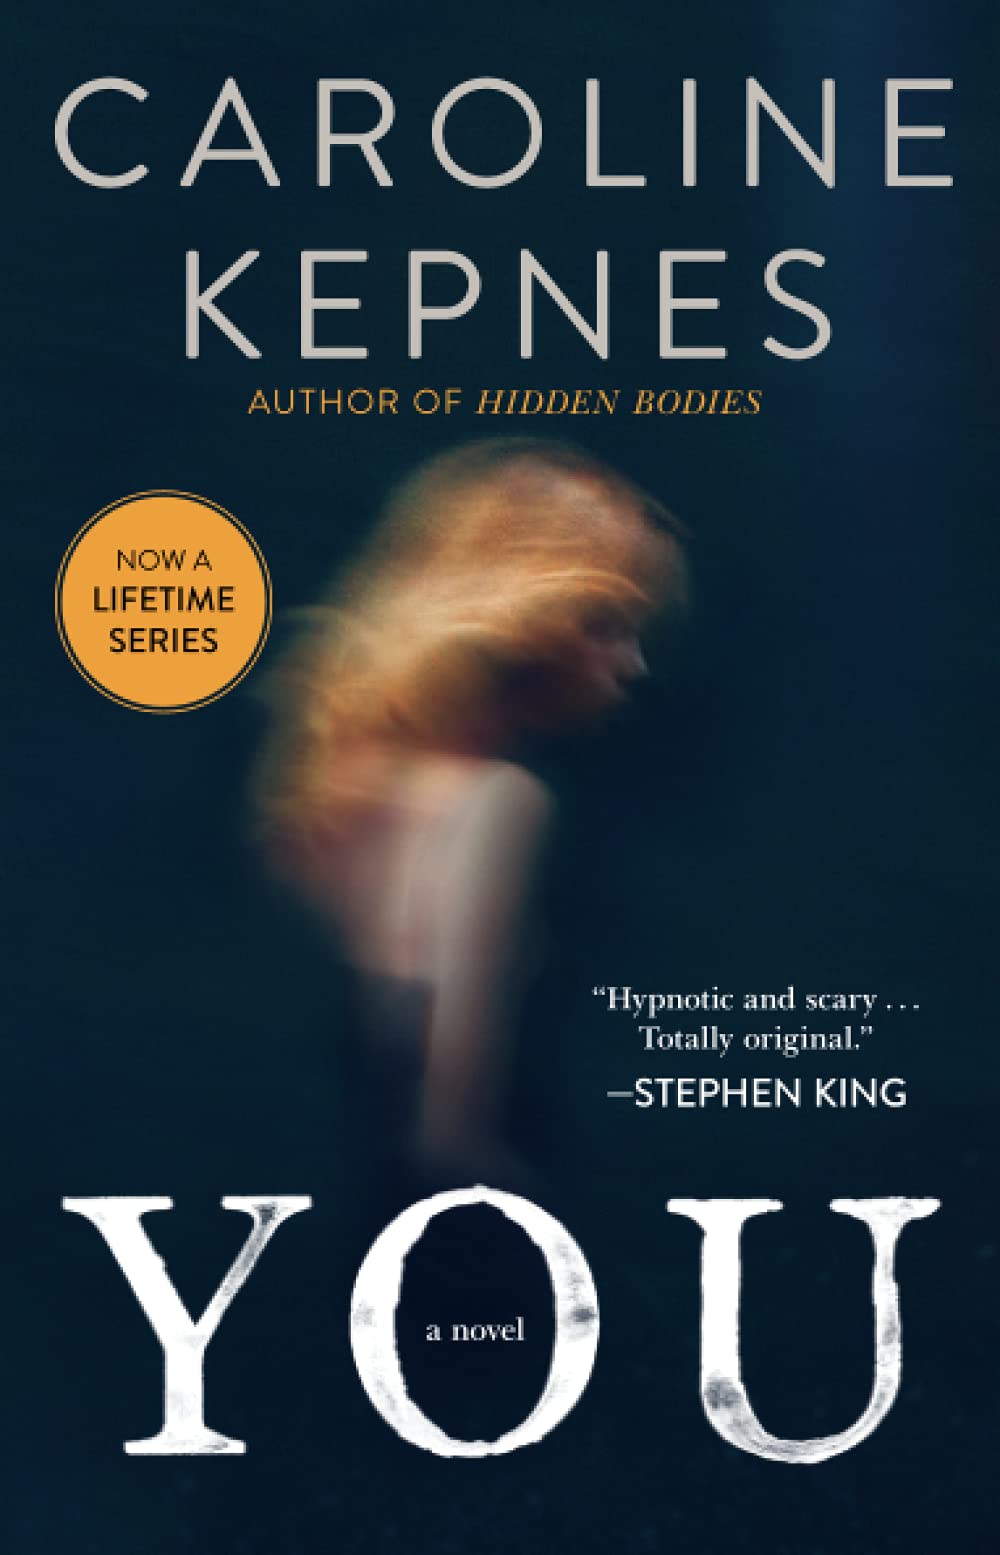 CAROLINE
KEPNES
AUTHOR OF HIDDEN BODIES
NOW A
LIFETIME
SERIES
“Hypnotic and scary . . .
Totally original.”
—STEPHEN KING
YOU
a novel